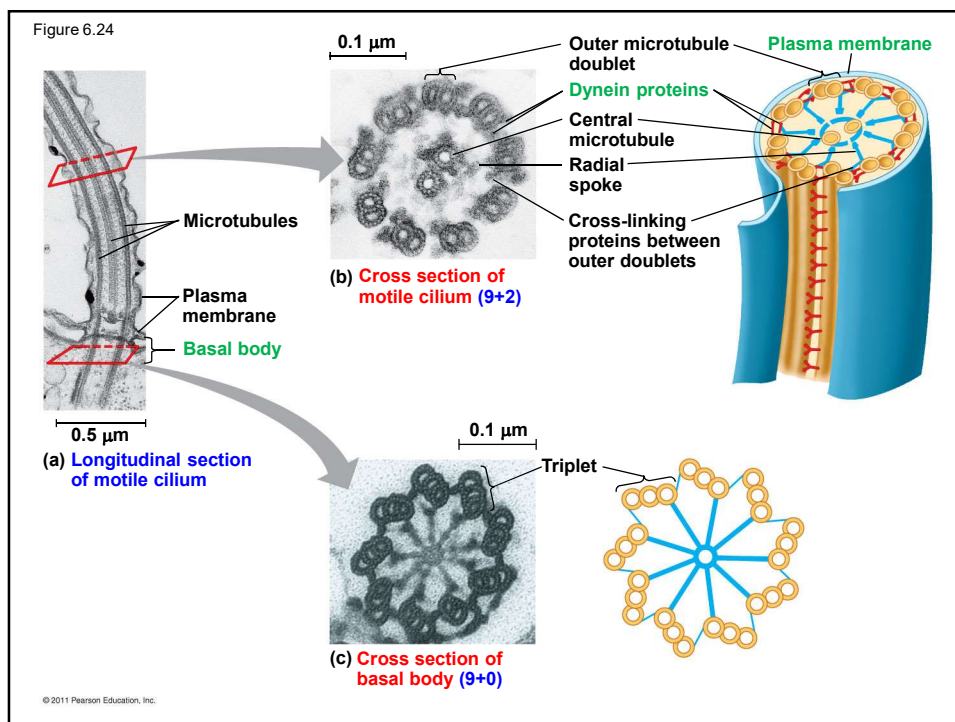 Figure 6.24
0.1 μm
Outer microtubule
doublet
Plasma membrane
Dynein proteins
Central
microtubule
Radial
spoke
Cross-linking
proteins between
outer doublets
Microtubules
(b) Cross section of
motile cilium (9+2)
Plasma
membrane
Basal body
0.5 μm
(a) Longitudinal section
of motile cilium
0.1 μm
Triplet
(c) Cross section of
basal body (9+0)
© 2011 Pearson Education, Inc.